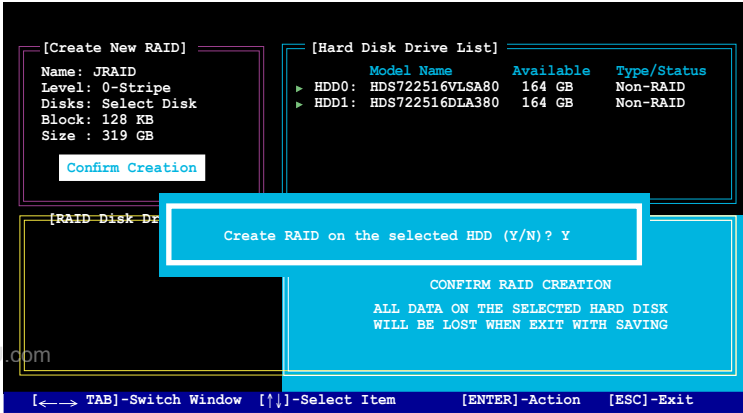 [Create New RAID]
Name: JRAID
Level: 0-Stripe
Disks: Select Disk
Block: 128 KB
Size : 319 GB
Confirm Creation
[Hard Disk Drive List]
Model Name Available Type/Status
▶ HDD0: HDS722516VLSA80 164 GB Non-RAID
▶ HDD1: HDS722516DLA380 164 GB Non-RAID
[RAID Disk Dr
Create RAID on the selected HDD (Y/N)? Y
CONFIRM RAID CREATION
ALL DATA ON THE SELECTED HARD DISK
WILL BE LOST WHEN EXIT WITH SAVING
.com
[←→ TAB]-Switch Window [↑↓]-Select Item [ENTER]-Action [ESC]-Exit